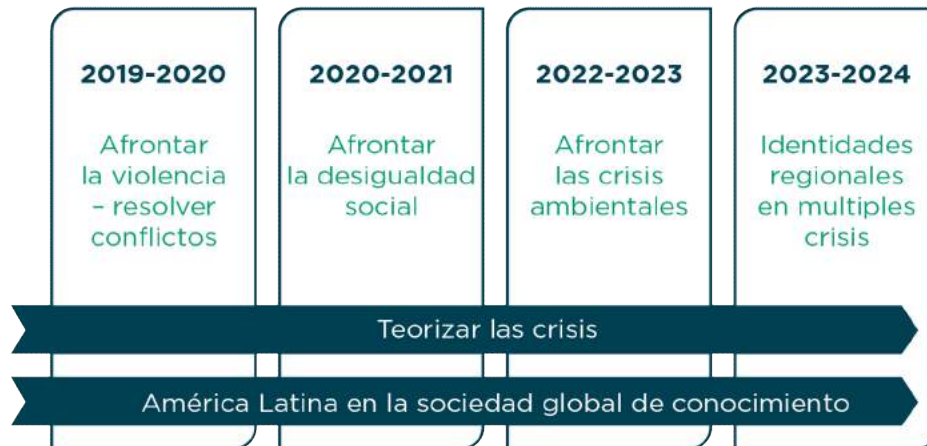 2019-2020
Afrontar
la violencia
– resolver
conflictos
2020-2021
Afrontar
la desigualdad
social
2022-2023
Afrontar
las crisis
ambientales
2023-2024
Identidades
regionales
en multiples
crisis
Teorizar las crisis
América Latina en la sociedad global de conocimiento